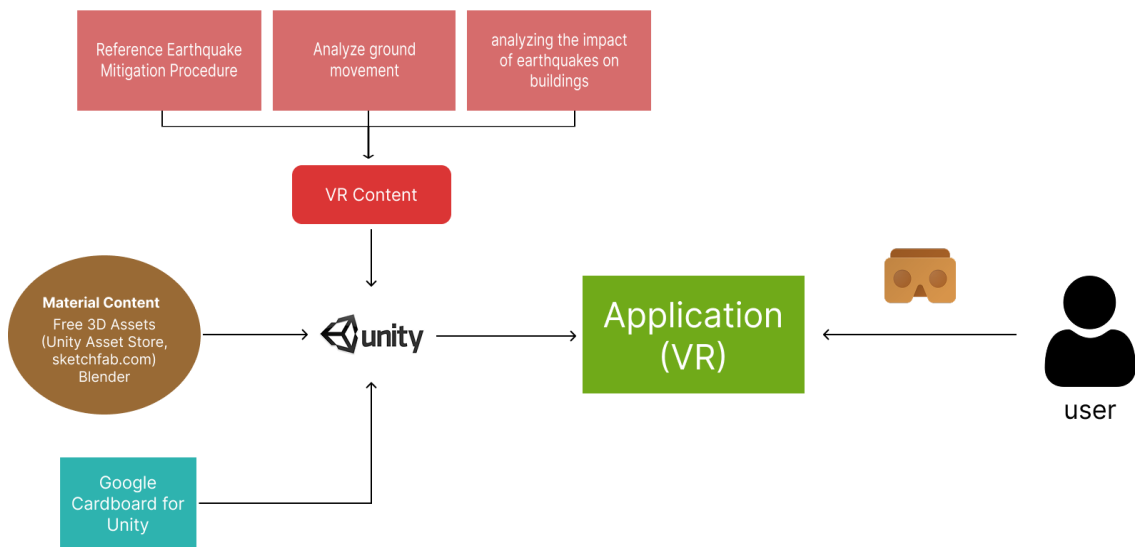 Reference Earthquake
Mitigation Procedure
Analyze ground
movement
analyzing the impact
of earthquakes on
buildings
VR Content
Material Content
Free 3D Assets
(Unity Asset Store,
sketchfab.com)
Blender
unity
Application
(VR)
user
Google
Cardboard for
Unity